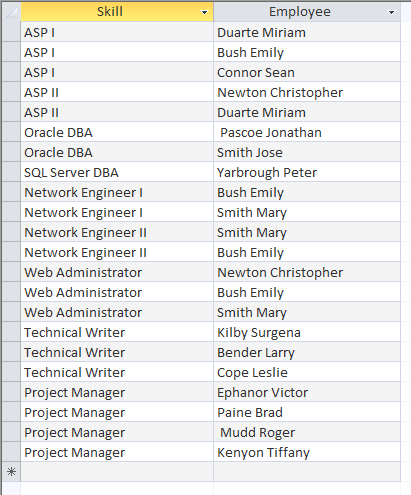 Skill Employee
ASP I Duarte Miriam
ASP I Bush Emily
ASP I Connor Sean
ASP II Newton Christopher
ASP II Duarte Miriam
Oracle DBA Pascoe Jonathan
Oracle DBA Smith Jose
SQL Server DBA Yarbrough Peter
Network Engineer I Bush Emily
Network Engineer I Smith Mary
Network Engineer II Smith Mary
Network Engineer II Bush Emily
Web Administrator Newton Christopher
Web Administrator Bush Emily
Web Administrator Smith Mary
Technical Writer Kilby Surgena
Technical Writer Bender Larry
Technical Writer Cope Leslie
Project Manager Ephanor Victor
Project Manager Paine Brad
Project Manager Mudd Roger
Project Manager Kenyon Tiffany